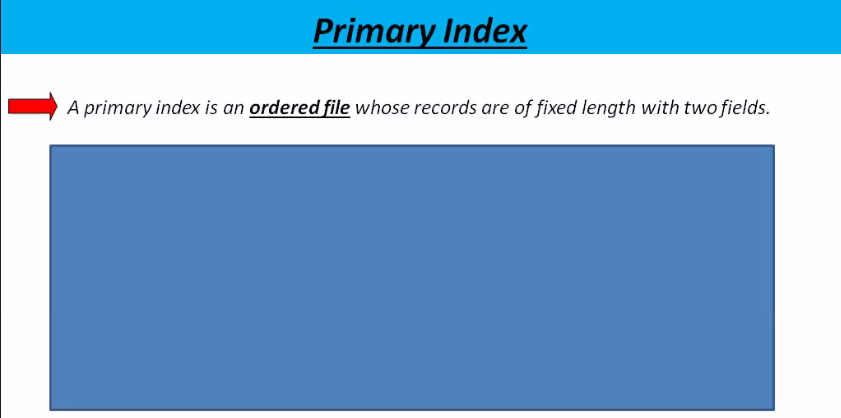 Primary Index
A primary index is an ordered file whose records are of fixed length with two fields.